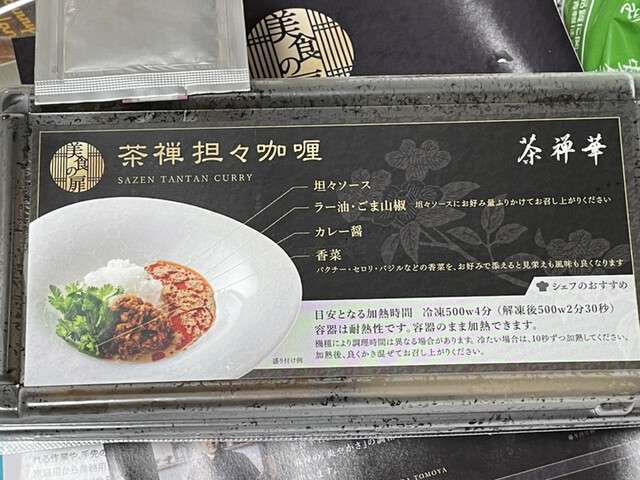 美食の扉
美食の扉
茶禅担々咖喱
SAZEN TANTAN CURRY
茶禅華
坦々ソース
ラー油・ごま山椒 坦々ソースにお好み量ふりかけてお召し上がりください
カレー醤
香菜
パクチー・セロリ・バジルなどの香菜を、お好みで添えると見栄えも風味も良くなります
シェフのおすすめ
目安となる加熱時間 冷凍500w4分（解凍後500w2分30秒）
容器は耐熱性です。容器のまま加熱できます。
機種により調理時間は異なる場合があります。冷たい場合は、10秒ずつ加熱してください。
加熱後、良くかき混ぜてお召し上がりください。
盛り付け例
TOMOYA